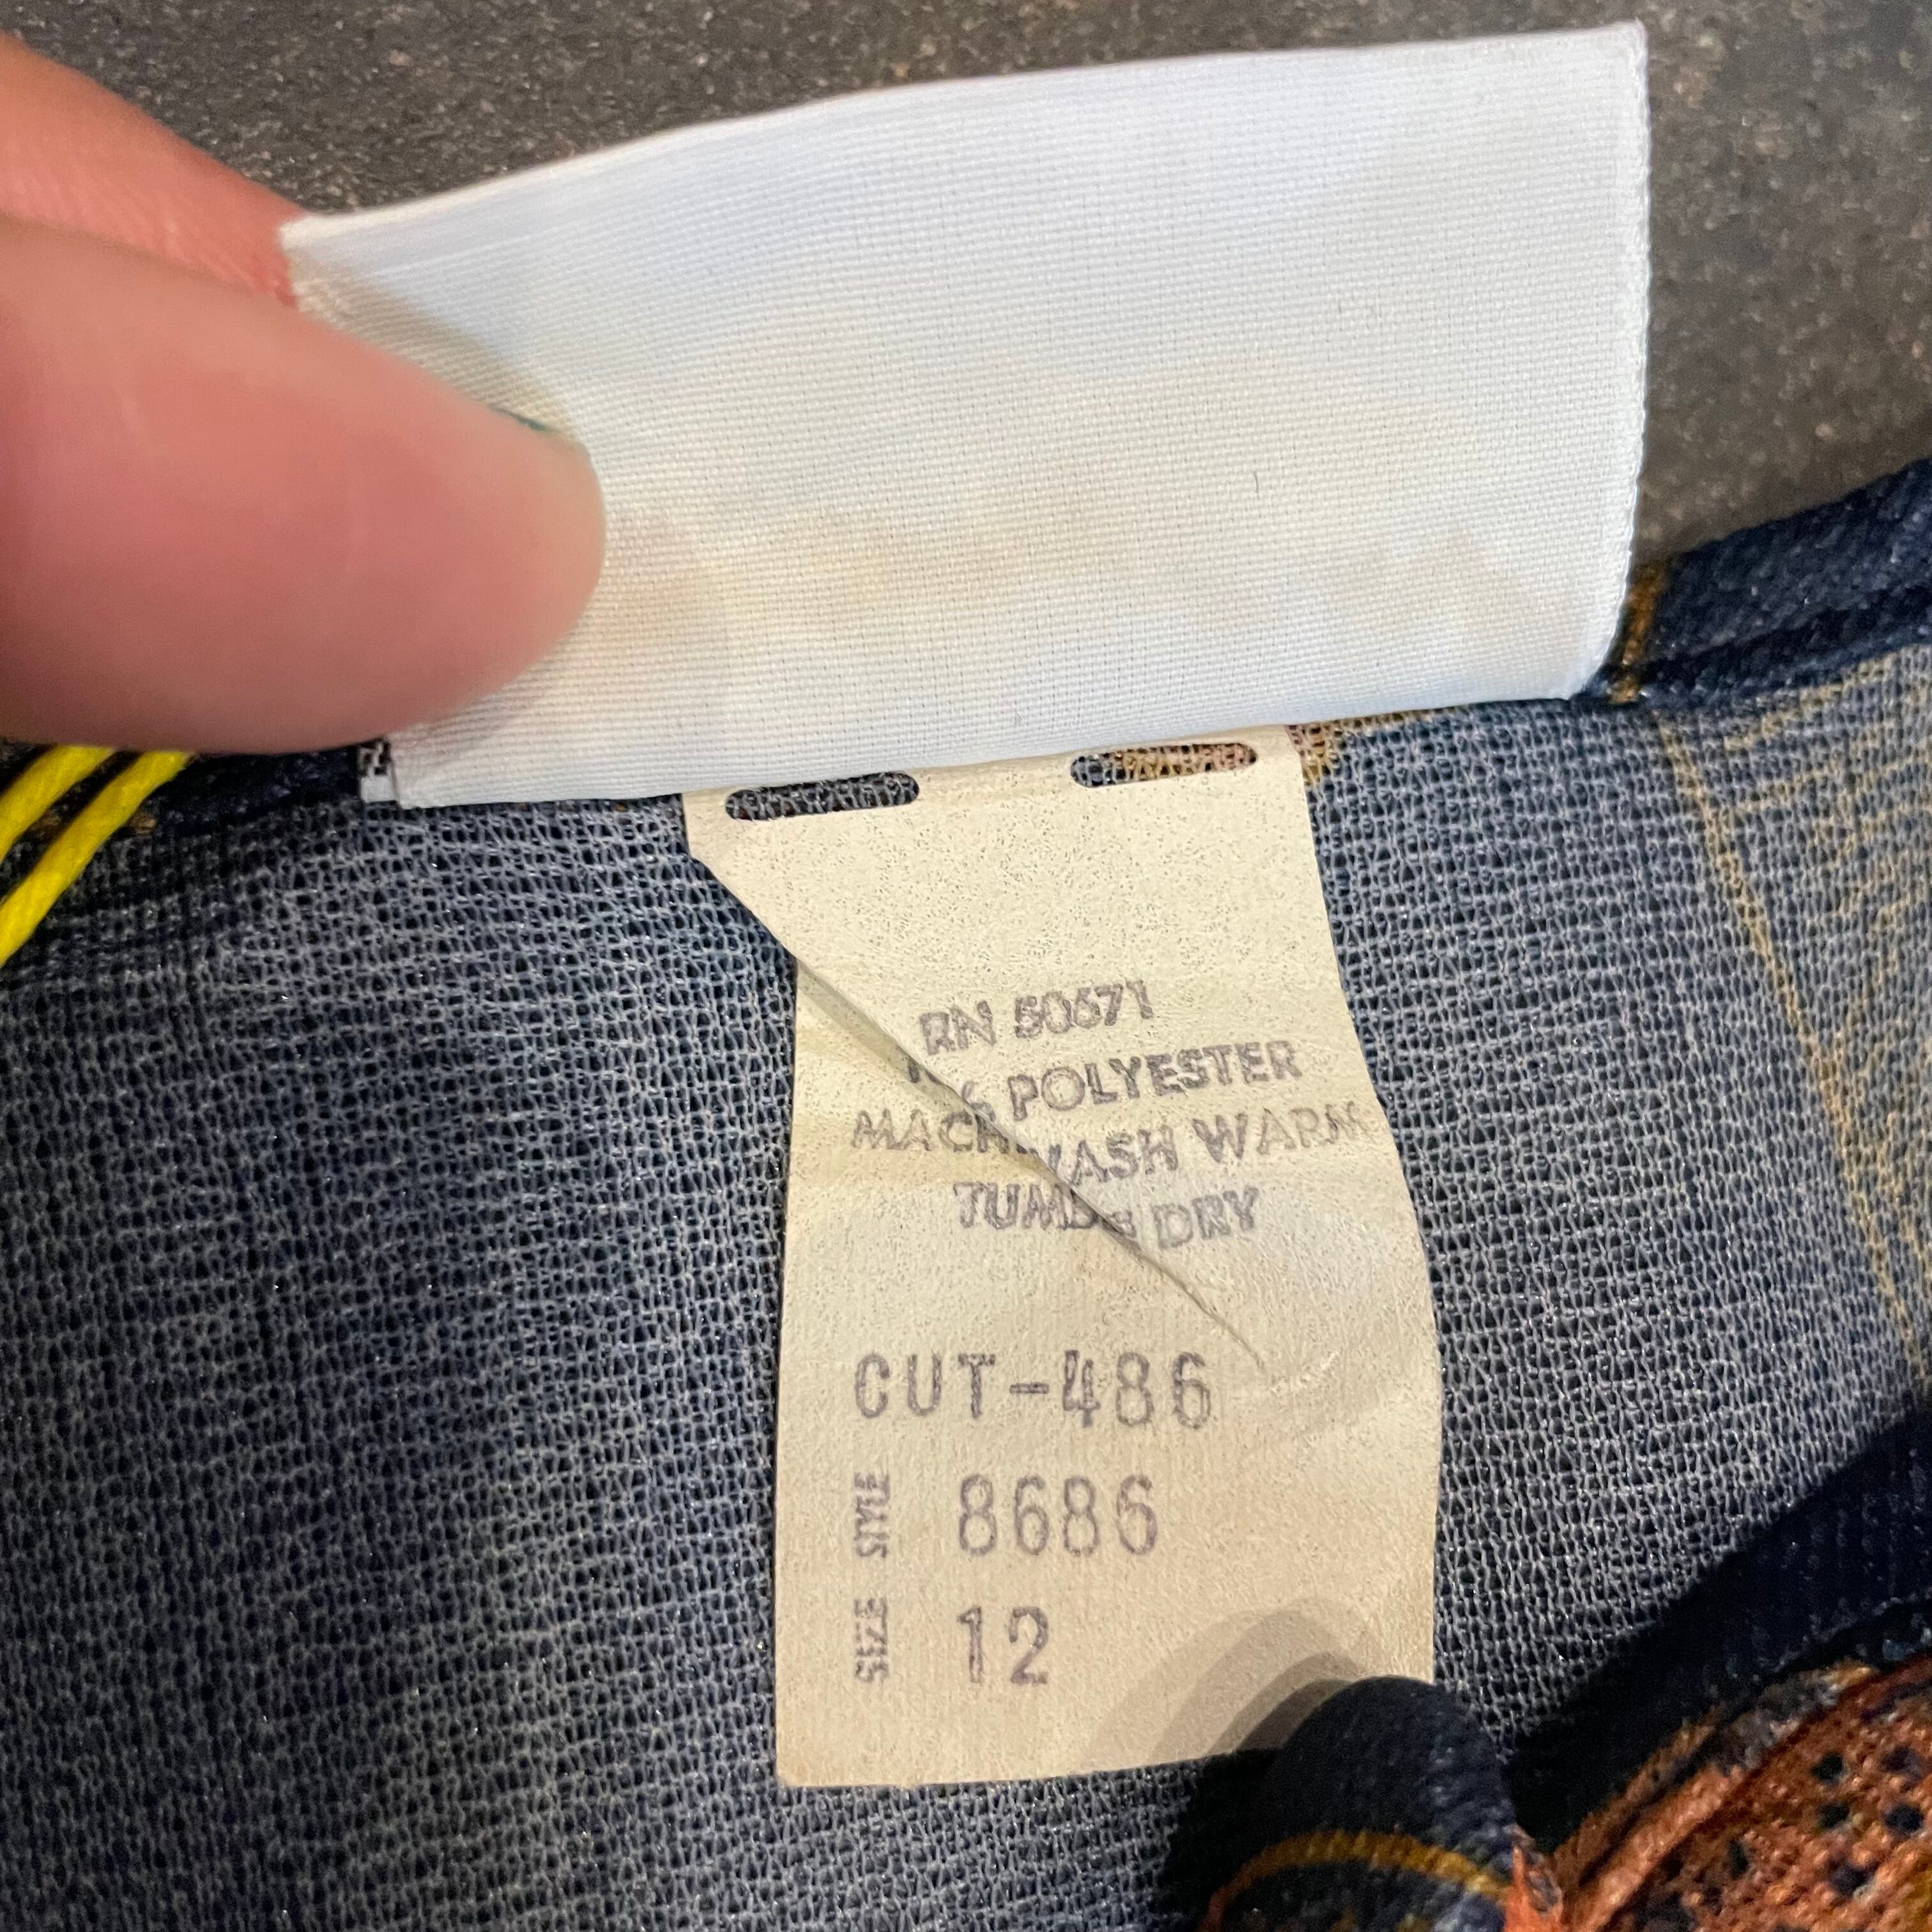 RN 50671
POLYESTER
WASH WARM
DRY
CUT-486
STYLE 8686
SIZE 12